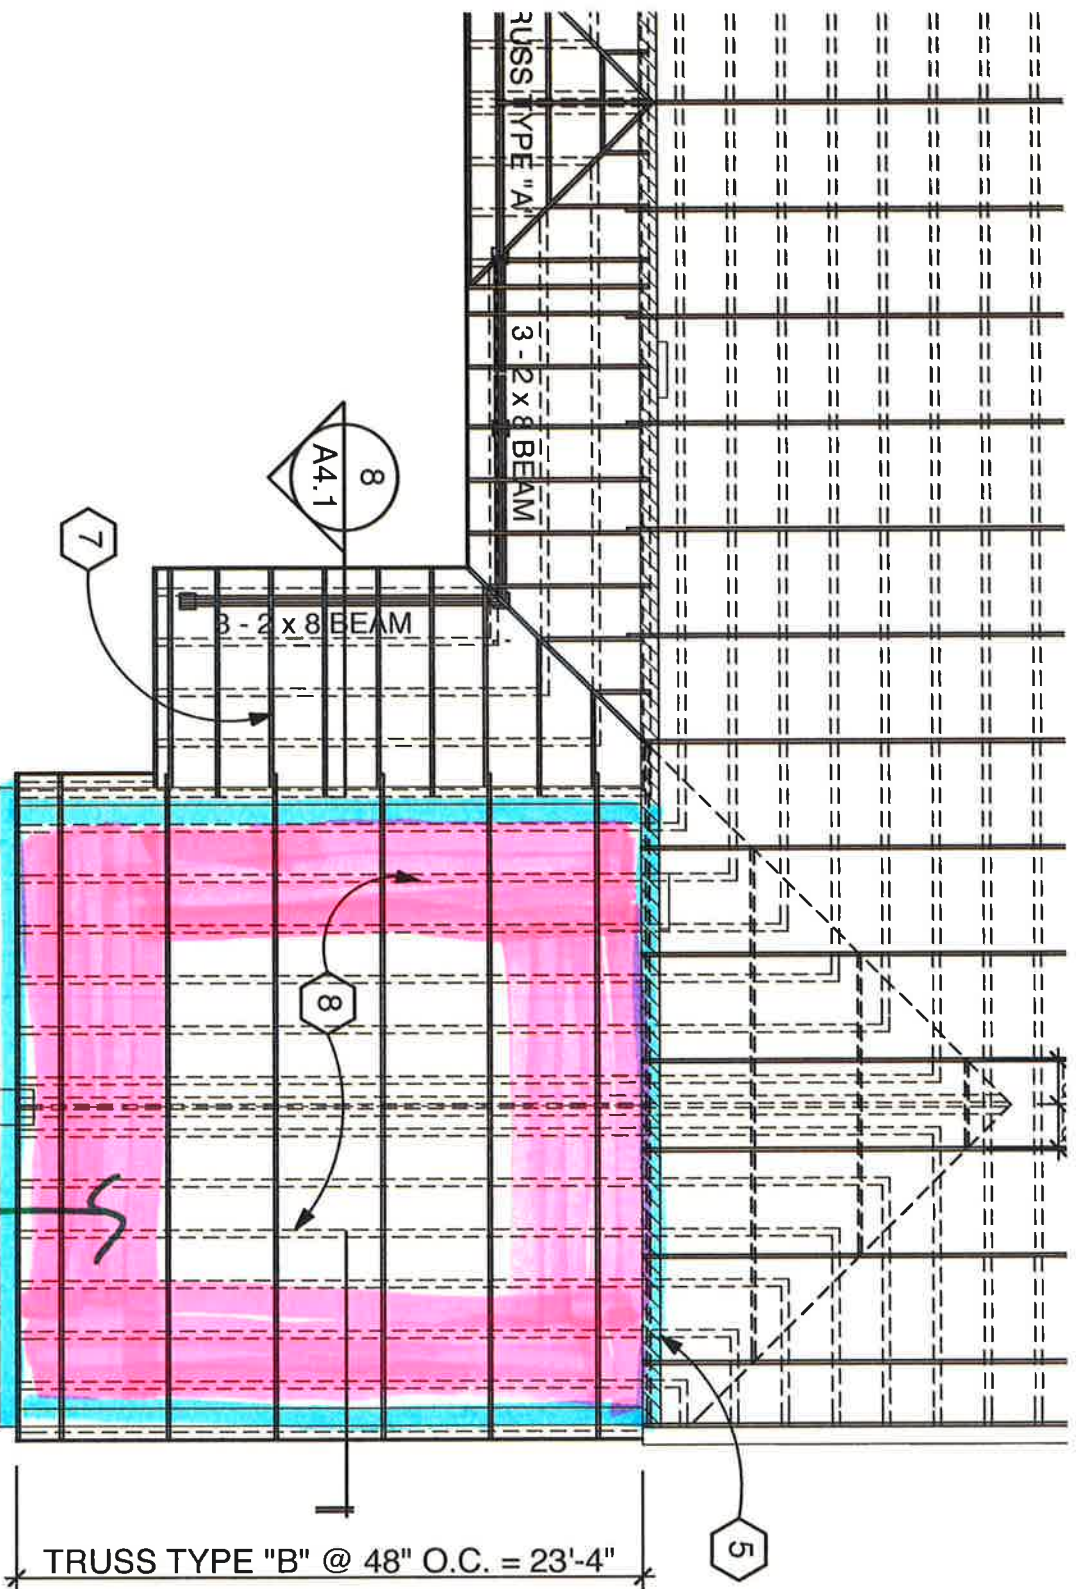 RUSS TYPE "A"
3 - 2 x 8 BEAM
8
A4.1
7
3 - 2 x 8 BEAM
8
5
TRUSS TYPE "B" @ 48" O.C. = 23'-4"